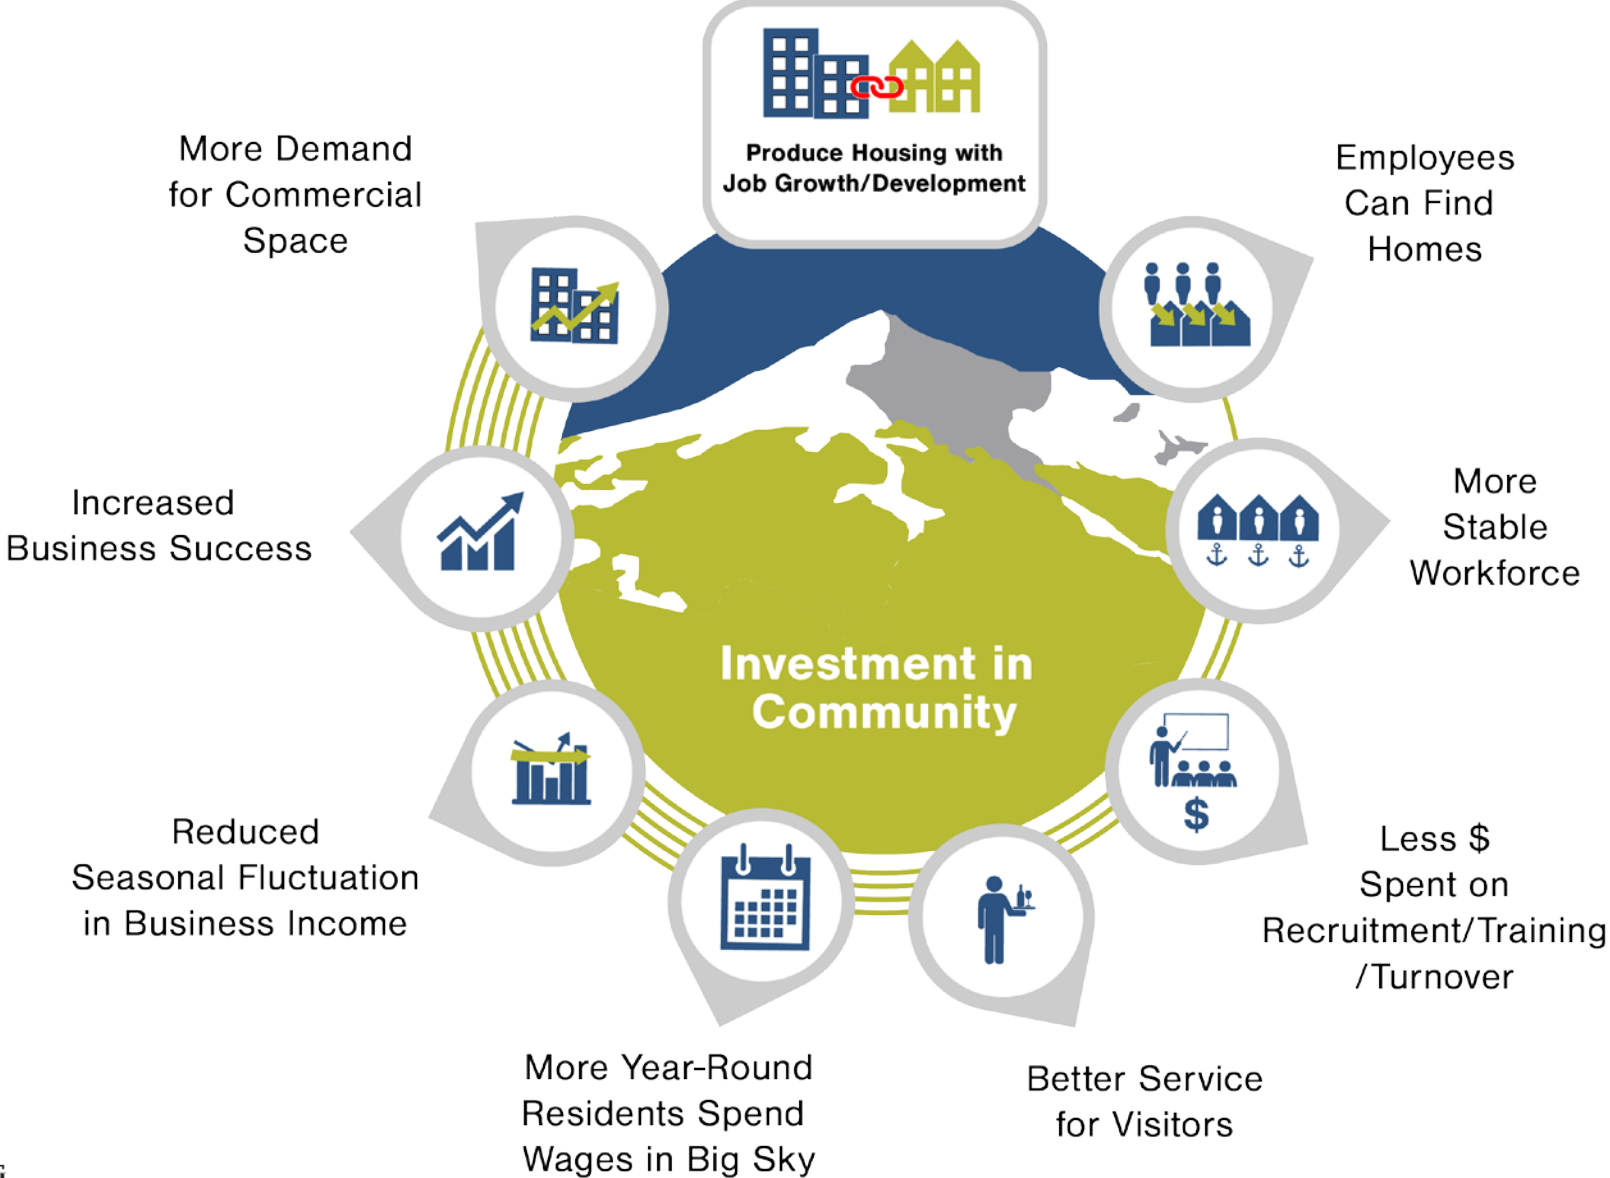 Produce Housing with
Job Growth/Development
Employees
Can Find
Homes
More
Stable
Workforce
$
Less $
Spent on
Recruitment/Training
/Turnover
Better Service
for Visitors
More Year-Round
Residents Spend
Wages in Big Sky
Reduced
Seasonal Fluctuation
in Business Income
Increased
Business Success
More Demand
for Commercial
Space
Investment in
Community